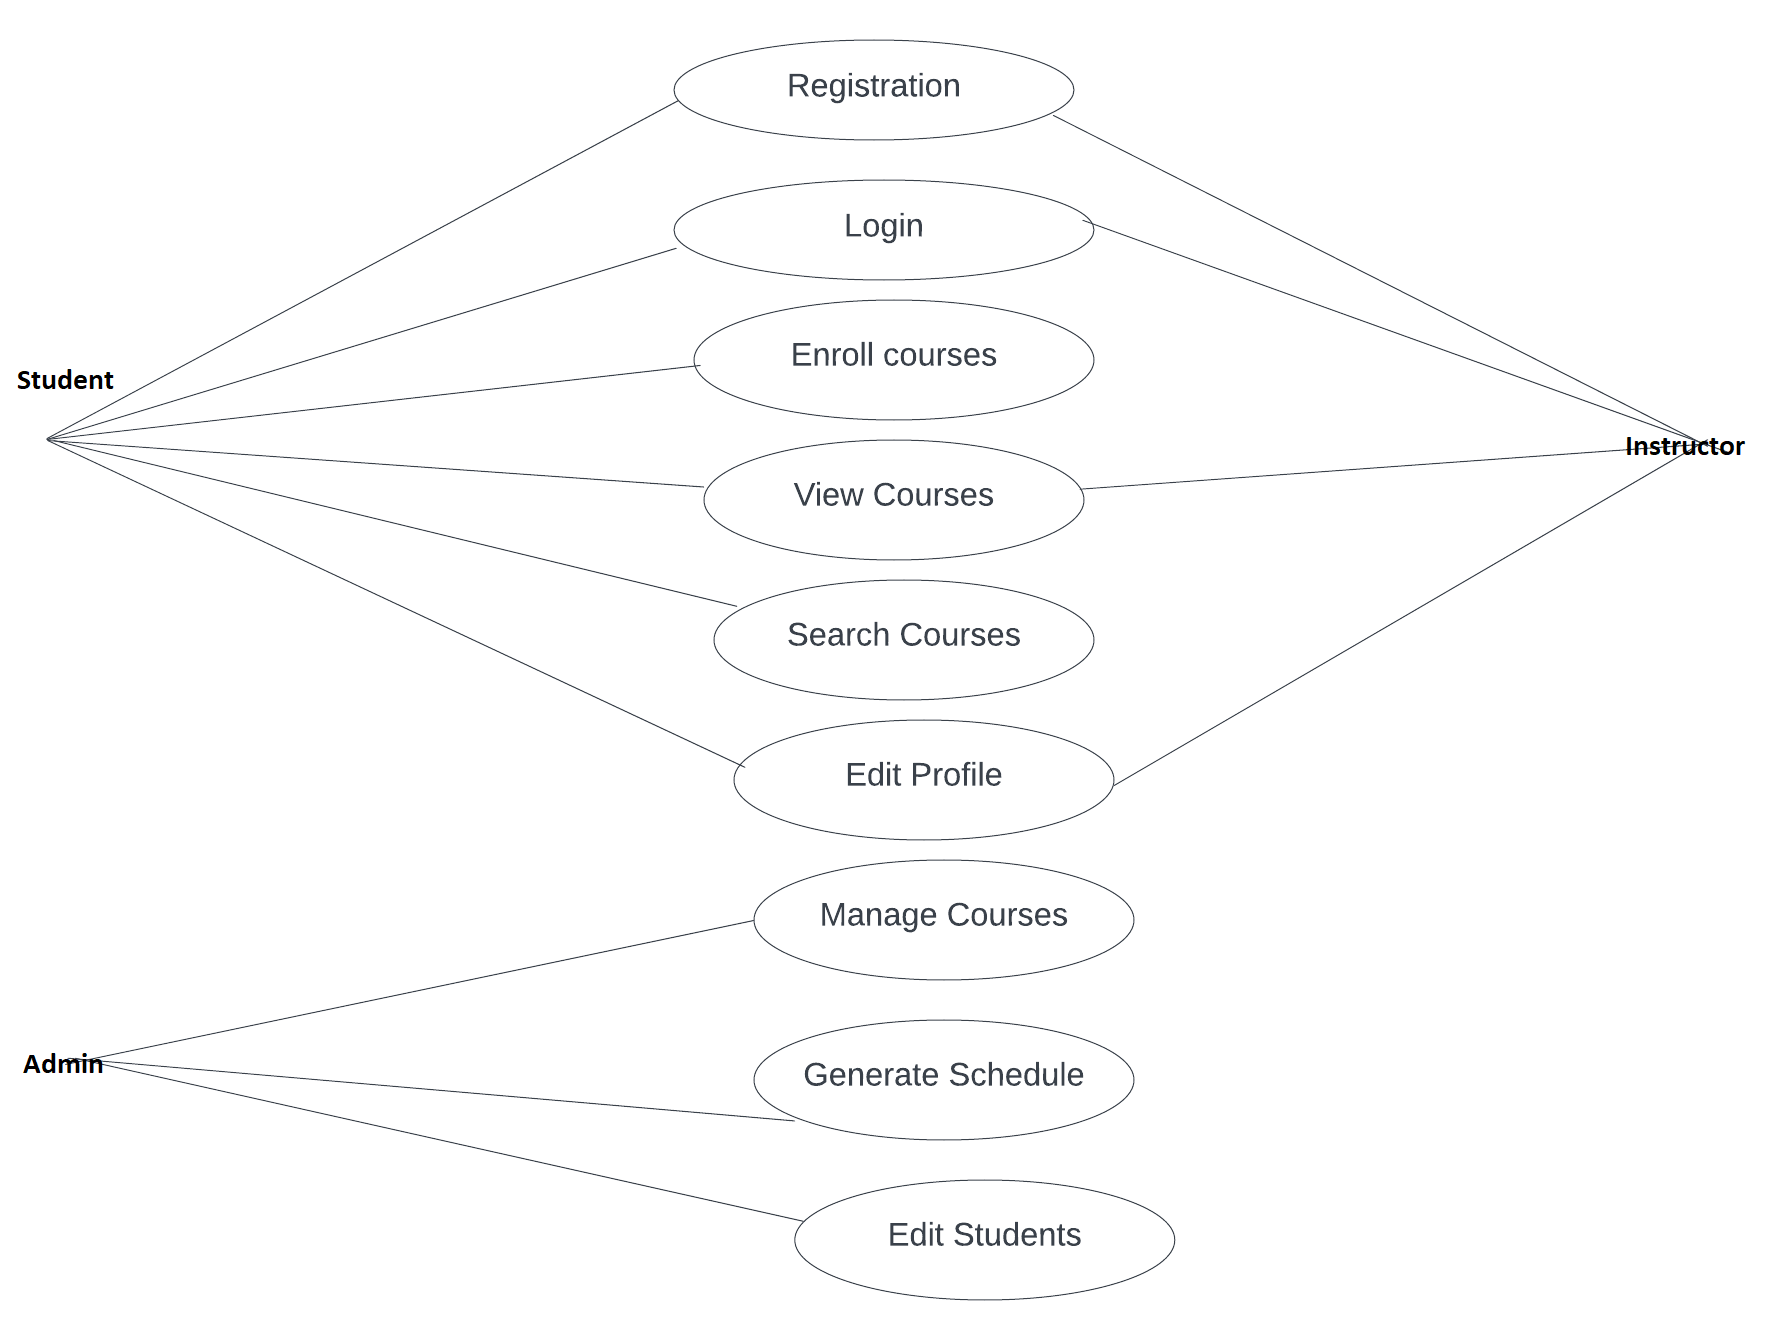 Registration
Login
Enroll courses
Student
Instructor
View Courses
Search Courses
Edit Profile
Manage Courses
Admin
Generate Schedule
Edit Students